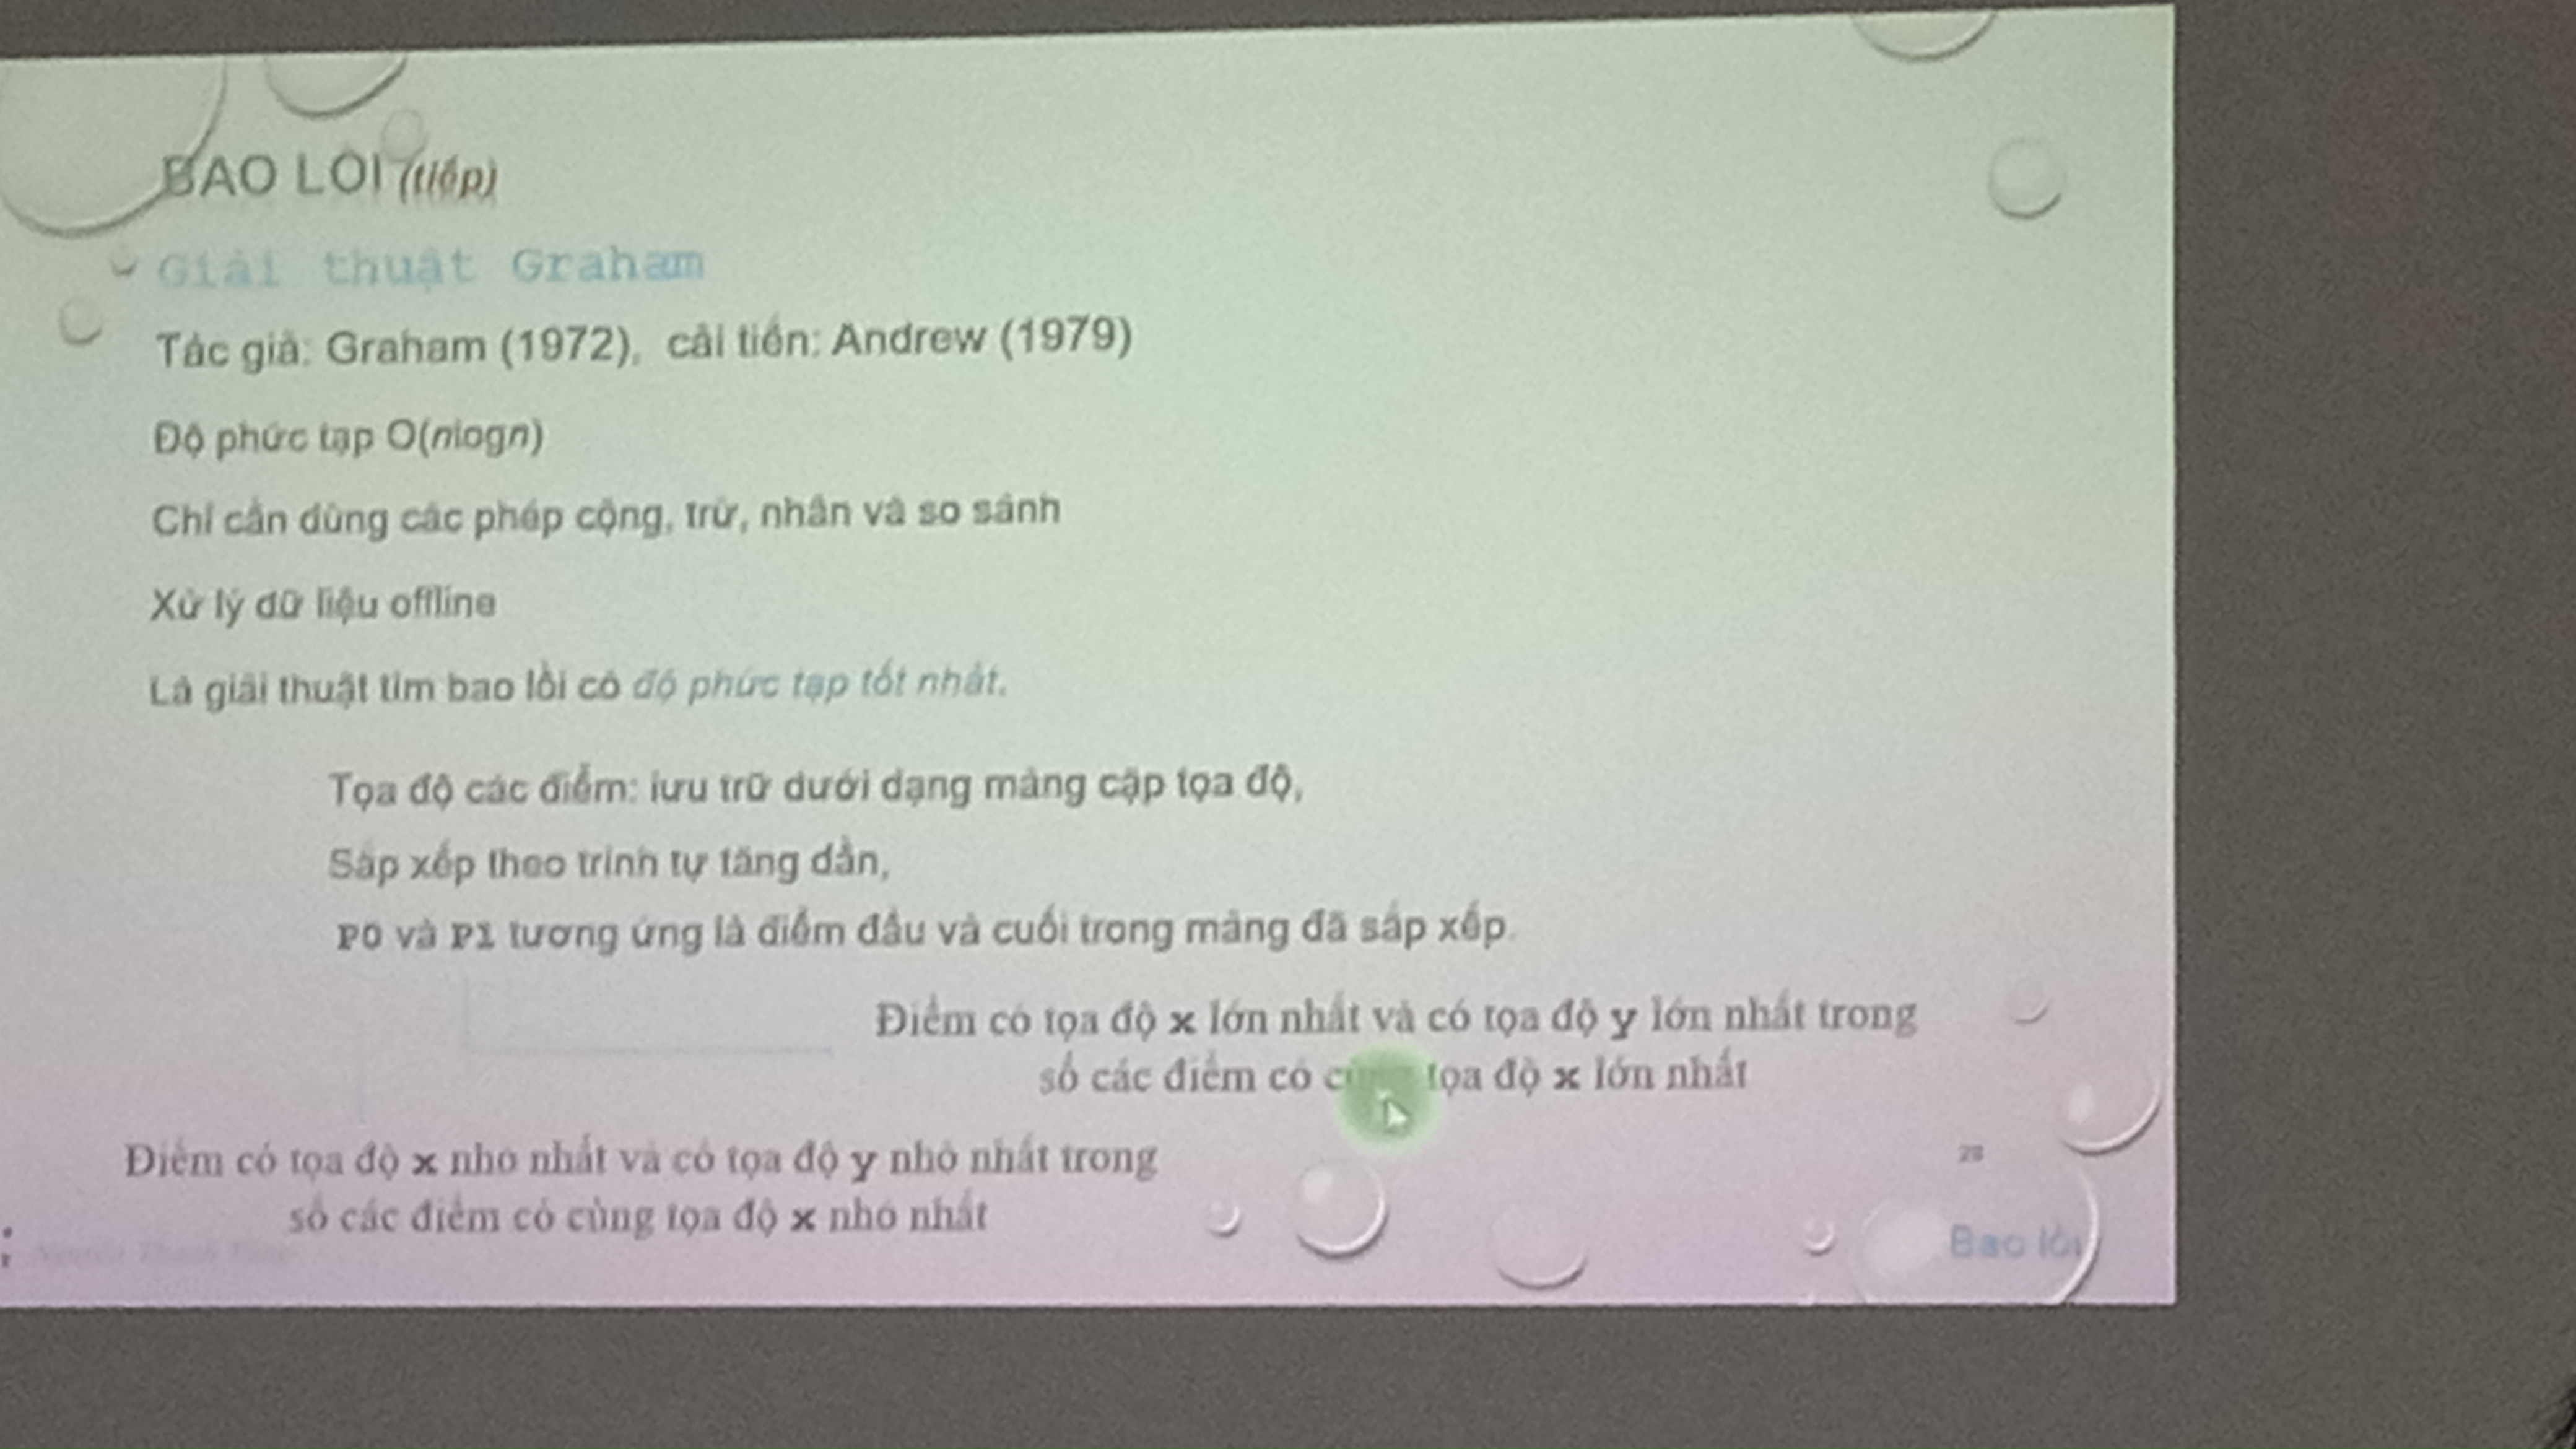 BAO LỒI (tiếp)
Giải thuật Graham
Tác giả: Graham (1972), cải tiến: Andrew (1979)
Độ phức tạp O(nlogn)
Chỉ cần dùng các phép cộng, trừ, nhân và so sánh
Xử lý dữ liệu offline
Là giải thuật tìm bao lồi có độ phức tạp tốt nhất.
Tọa độ các điểm: lưu trữ dưới dạng mảng cặp tọa độ,
Sắp xếp theo trình tự tăng dần,
P0 và P1 tương ứng là điểm đầu và cuối trong mảng đã sắp xếp.
Điểm có tọa độ x lớn nhất và có tọa độ y lớn nhất trong
số các điểm có cùng tọa độ x lớn nhất
Điểm có tọa độ x nhỏ nhất và có tọa độ y nhỏ nhất trong
số các điểm có cùng tọa độ x nhỏ nhất
28
Bao lồi